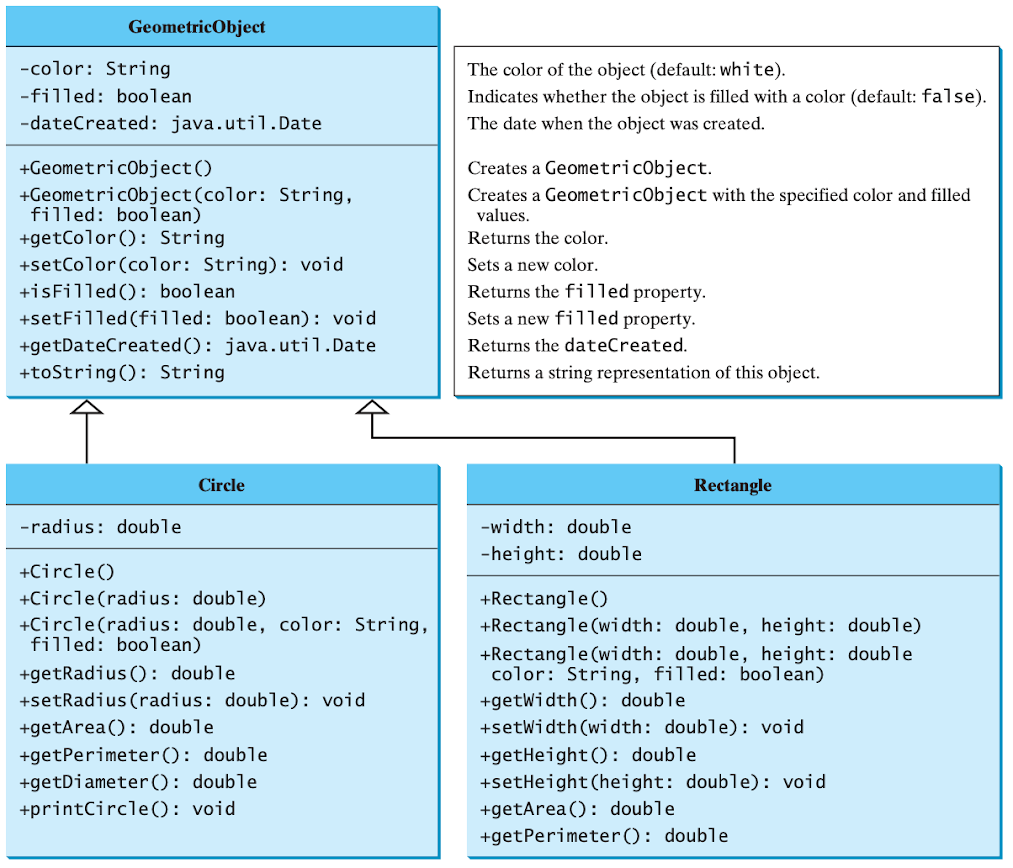 GeometricObject
-color: String
-filled: boolean
-dateCreated: java.util.Date
+GeometricObject()
+GeometricObject(color: String,
filled: boolean)
+getColor(): String
+setColor(color: String): void
+isFilled(): boolean
+setFilled(filled: boolean): void
+getDateCreated(): java.util.Date
+toString(): String
The color of the object (default: white).
Indicates whether the object is filled with a color (default: false).
The date when the object was created.
Creates a GeometricObject.
Creates a GeometricObject with the specified color and filled
values.
Returns the color.
Sets a new color.
Returns the filled property.
Sets a new filled property.
Returns the dateCreated.
Returns a string representation of this object.
Circle
-radius: double
+Circle()
+Circle(radius: double)
+Circle(radius: double, color: String,
filled: boolean)
+getRadius(): double
+setRadius(radius: double): void
+getArea(): double
+getPerimeter(): double
+getDiameter(): double
+printCircle(): void
Rectangle
-width: double
-height: double
+Rectangle()
+Rectangle(width: double, height: double)
+Rectangle(width: double, height: double
color: String, filled: boolean)
+getWidth(): double
+setWidth(width: double): void
+getHeight(): double
+setHeight(height: double): void
+getArea(): double
+getPerimeter(): double